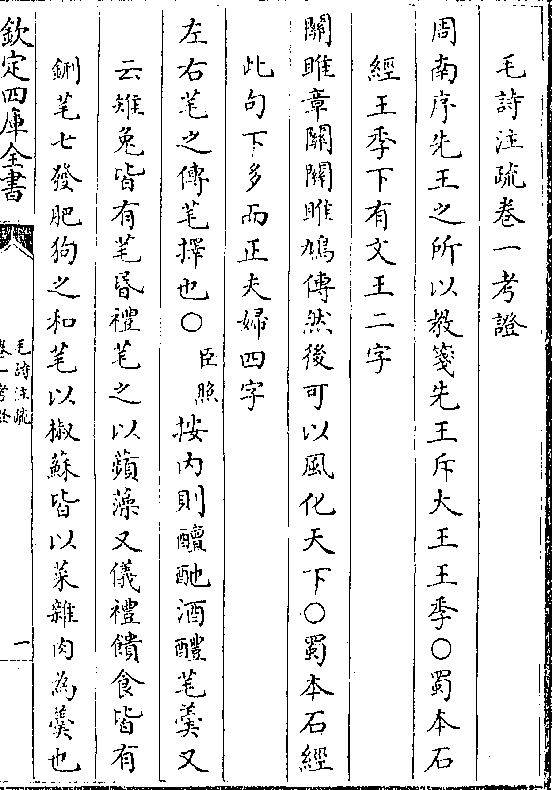 毛詩注疏卷一考證
周南序先王之所以教箋先王斥大王王季○蜀本石
經王季下有文王二字
關雎章關關雎鳩傳然後可以風化天下○蜀本石經
此句下多而正夫婦四字
左右芼之傳芼擇也○臣照按内則饘酏酒醴芼羹又
云雉兔皆有芼昏禮芼之以蘋藻又儀禮饋食皆有
鉶芼七發肥狗之和芼以椒蘇皆以菜雜肉為羹也
欽定四庫全書
毛詩注疏
卷一考證
一